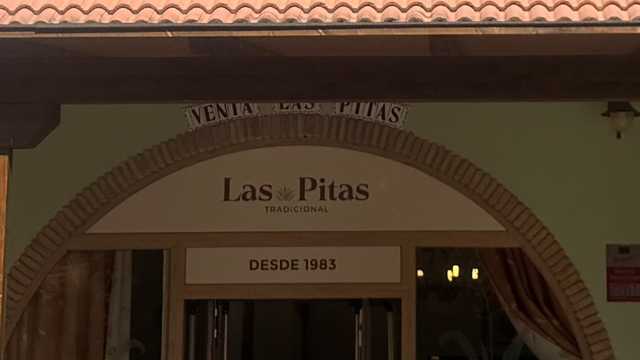 VENTA LAS PITAS
Las Pitas
TRADICIONAL
DESDE 1983